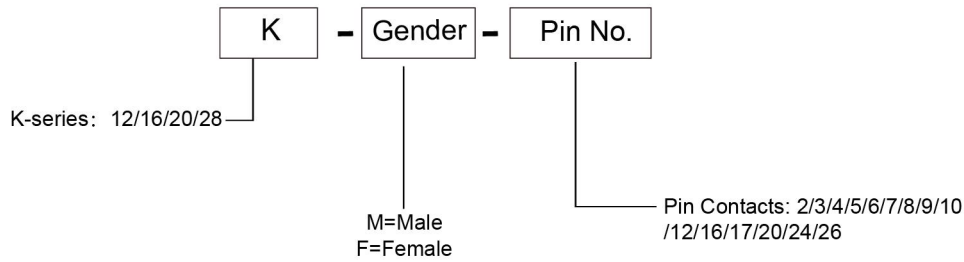 K - Gender - Pin No.
K-series: 12/16/20/28
M=Male
F=Female
Pin Contacts: 2/3/4/5/6/7/8/9/10
/12/16/17/20/24/26